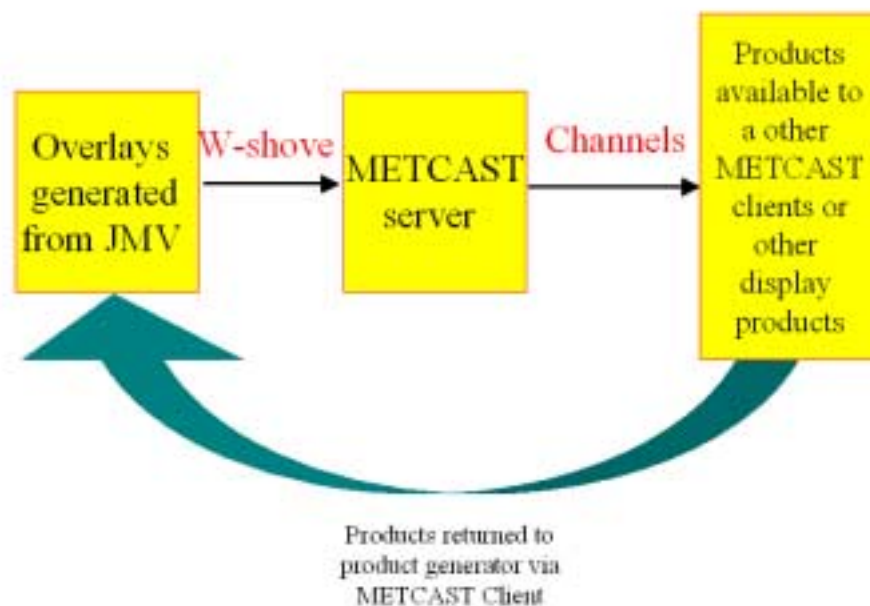 Overlays
generated
from JMV
W-shove
METCAST
server
Channels
Products
available to
a other
METCAST
clients or
other
display
products
Products returned to
product generator via
METCAST Client